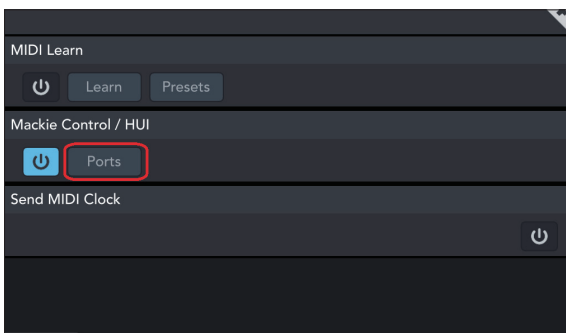 MIDI Learn
Learn Presets
Mackie Control / HUI
Ports
Send MIDI Clock